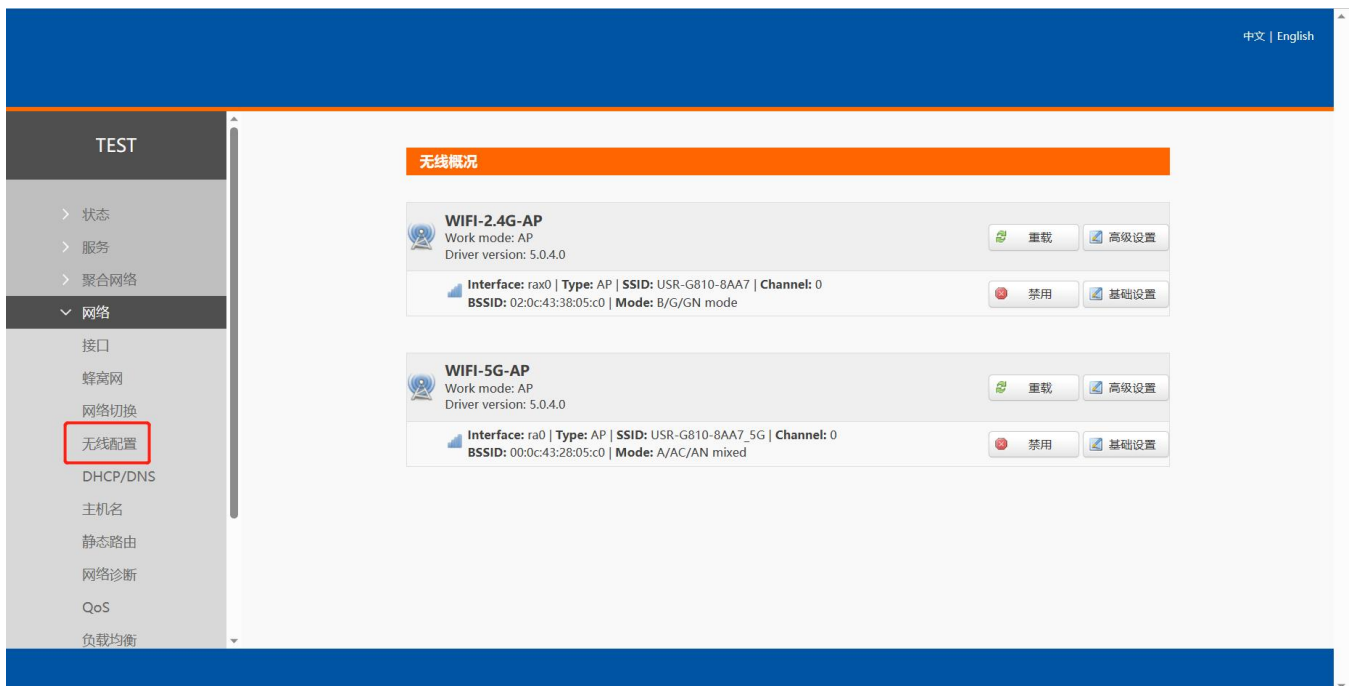 中文 | English
TEST
状态
服务
聚合网络
网络
接口
蜂窝网
网络切换
无线配置
DHCP/DNS
主机名
静态路由
网络诊断
QoS
负载均衡
无线概况
WIFI-2.4G-AP
Work mode: AP
Driver version: 5.0.4.0
重载 高级设置
Interface: rax0 | Type: AP | SSID: USR-G810-8AA7 | Channel: 0
BSSID: 02:0c:43:38:05:c0 | Mode: B/G/GN mode
禁用 基础设置
WIFI-5G-AP
Work mode: AP
Driver version: 5.0.4.0
重载 高级设置
Interface: ra0 | Type: AP | SSID: USR-G810-8AA7_5G | Channel: 0
BSSID: 00:0c:43:28:05:c0 | Mode: A/AC/AN mixed
禁用 基础设置